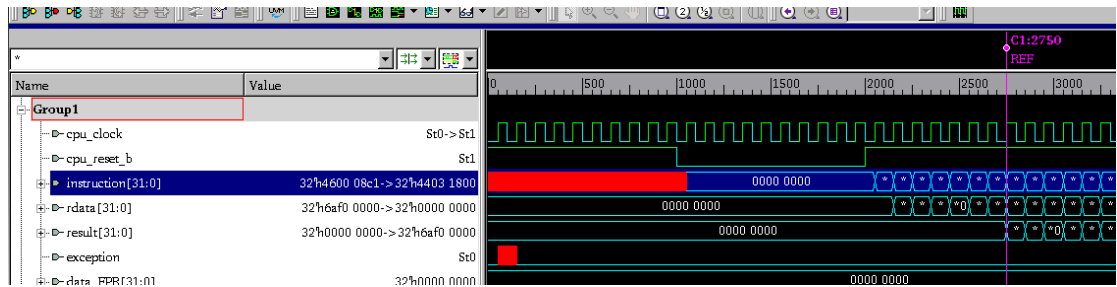 C1:2750
* REF
Name Value 0 500 1000 1500 2000 2500 3000
Group1
cpu_clock St0->St1
cpu_reset_b St1
instruction[31:0] 32'h4600 08c1->32'h4403 1800 0000 0000 * * * * * * * * * * * * *
rdata[31:0] 32'h6af0 0000->32'h0000 0000 0000 0000 * * * *0 * * * * * * * *
result[31:0] 32'h0000 0000->32'h6af0 0000 0000 0000 * * *0 * * *
exception St0
data_FPR[31:0] 32'h0000 0000 0000 0000